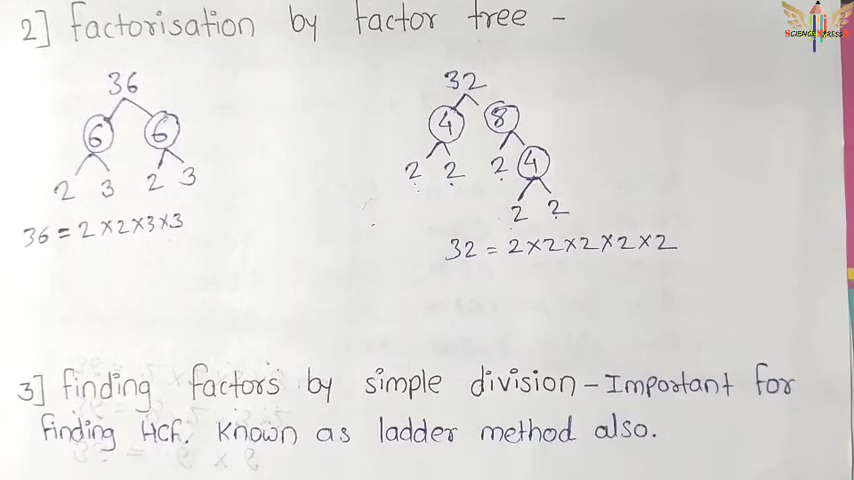 2] Factorisation by factor tree -
SCIENCE XPRESS
36
32
6 6
4 8
2 3 2 3
2 2 2 4
2 2
36 = 2×2×3×3
32 = 2×2×2×2×2
3] Finding factors by simple division - Important for
finding HCF. Known as ladder method also.